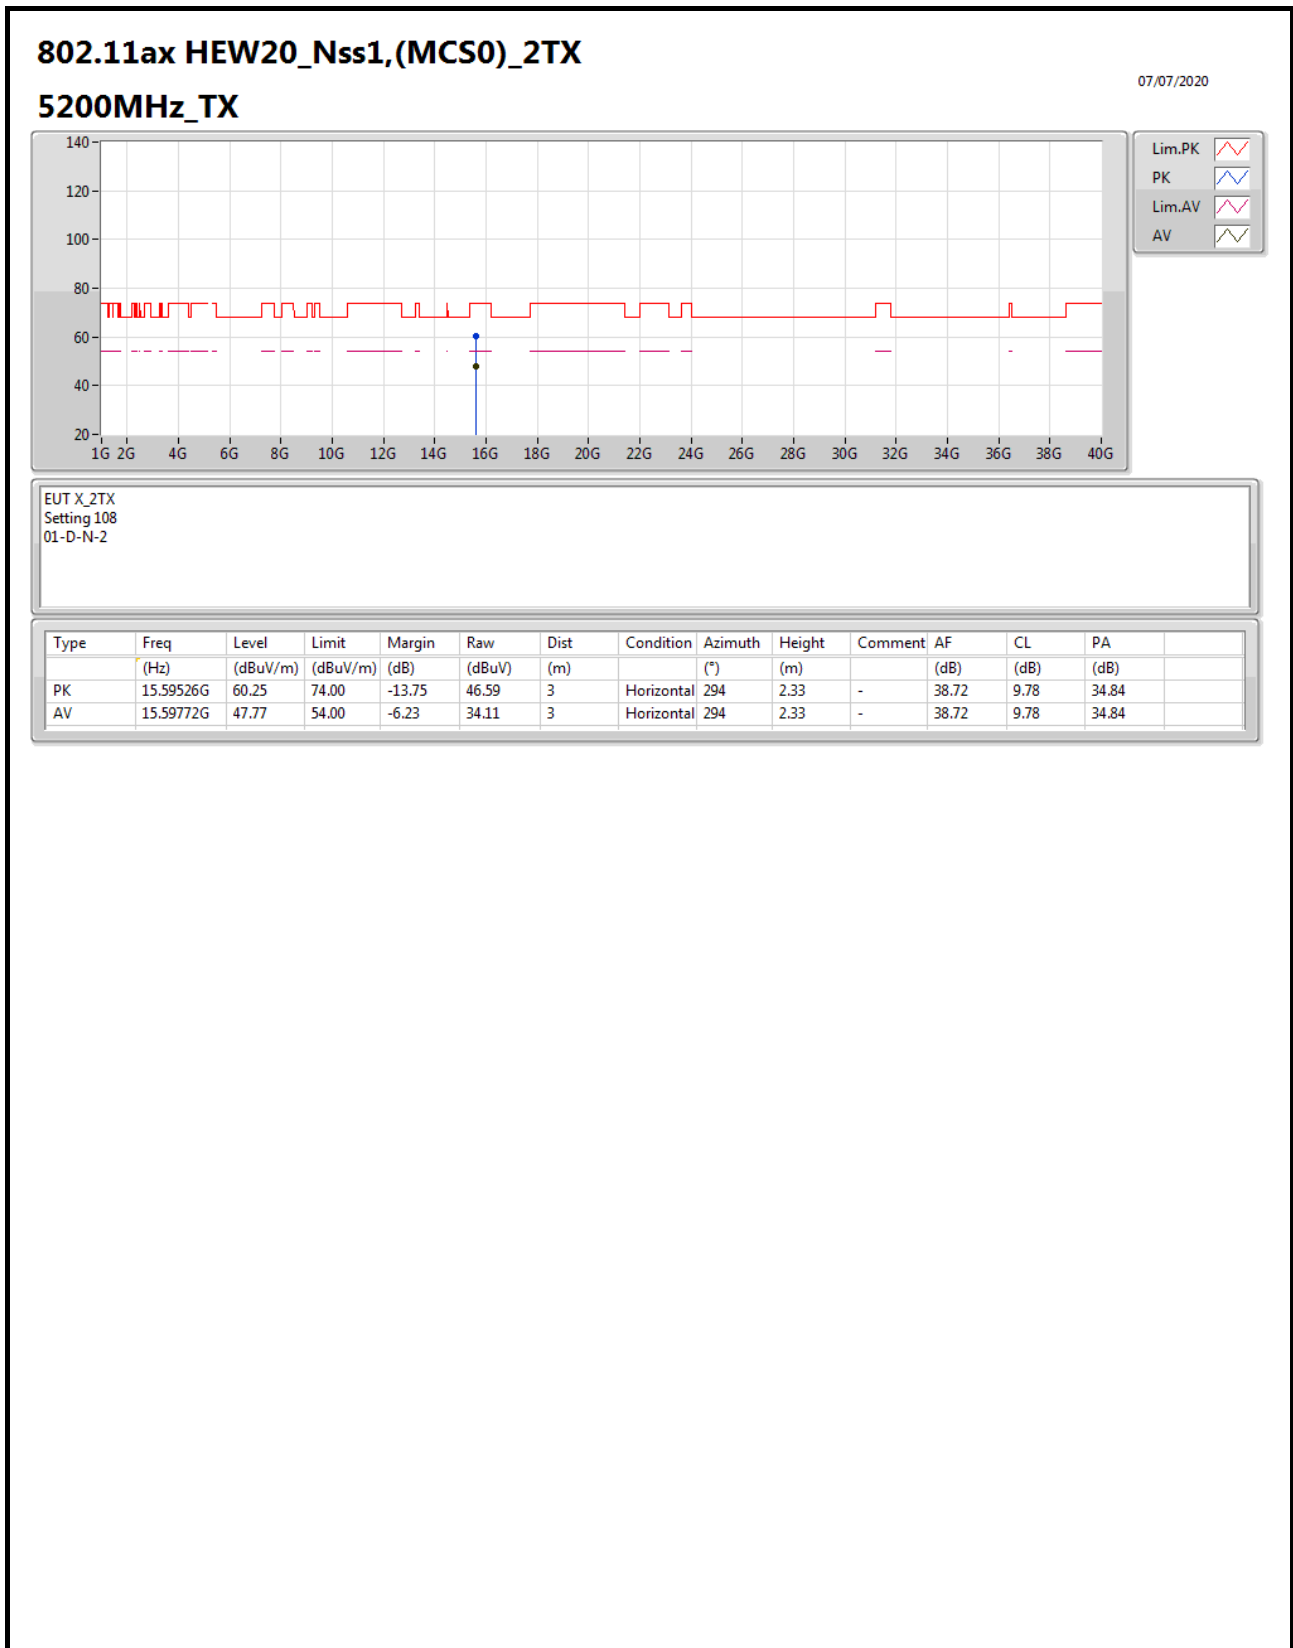 802.11ax HEW20_Nss1,(MCS0)_2TX
07/07/2020
5200MHz_TX
140
120
100
80
60
40
20
1G 2G 4G 6G 8G 10G 12G 14G 16G 18G 20G 22G 24G 26G 28G 30G 32G 34G 36G 38G 40G
Lim.PK
PK
Lim.AV
AV
EUT X_2TX
Setting 108
01-D-N-2
Type Freq Level Limit Margin Raw Dist Condition Azimuth Height Comment AF CL PA
(Hz) (dBuV/m) (dBuV/m) (dB) (dBuV) (m) (°) (m) (dB) (dB) (dB)
PK 15.59526G 60.25 74.00 -13.75 46.59 3 Horizontal 294 2.33 - 38.72 9.78 34.84
AV 15.59772G 47.77 54.00 -6.23 34.11 3 Horizontal 294 2.33 - 38.72 9.78 34.84